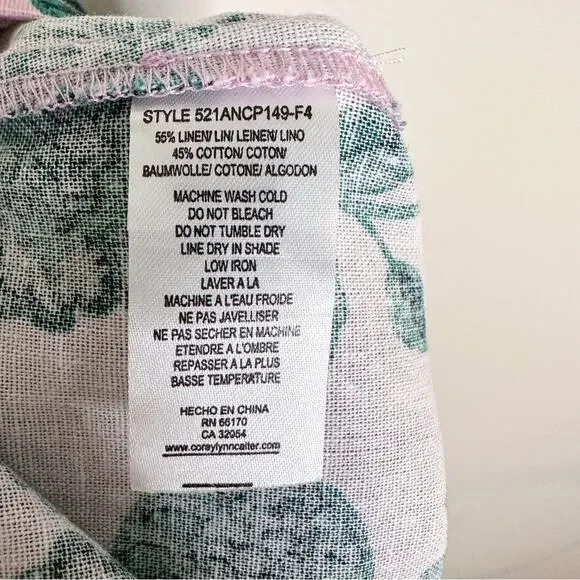 STYLE 521ANCP149-F4
55% LINEN/ LIN/ LEINEN/ LINO
45% COTTON/ COTON/
BAUMWOLLE/ COTONE/ ALGODON
MACHINE WASH COLD
DO NOT BLEACH
DO NOT TUMBLE DRY
LINE DRY IN SHADE
LOW IRON
LAVER A LA
MACHINE A L'EAU FROIDE
NE PAS JAVELLISER
NE PAS SECHER EN MACHINE
ETENDRE A L'OMBRE
REPASSER A LA PLUS
BASSE TEMPERATURE
HECHO EN CHINA
RN 66170
CA 32054
www.coreylynncalter.com